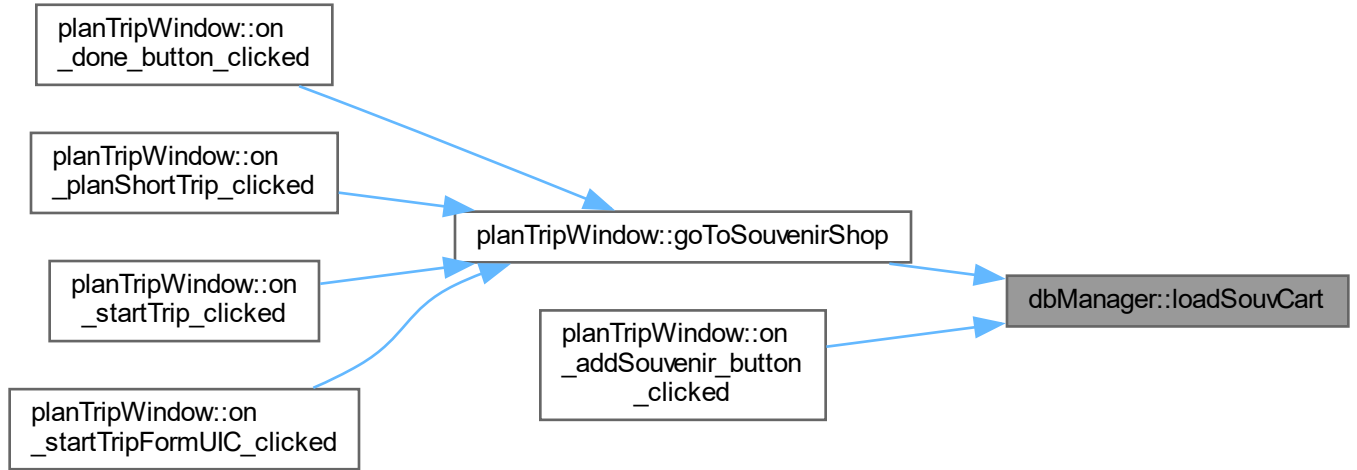 planTripWindow::on
_done_button_clicked
planTripWindow::on
_planShortTrip_clicked
planTripWindow::goToSouvenirShop
planTripWindow::on
_startTrip_clicked
dbManager::loadSouvCart
planTripWindow::on
_addSouvenir_button
_clicked
planTripWindow::on
_startTripFormUIC_clicked